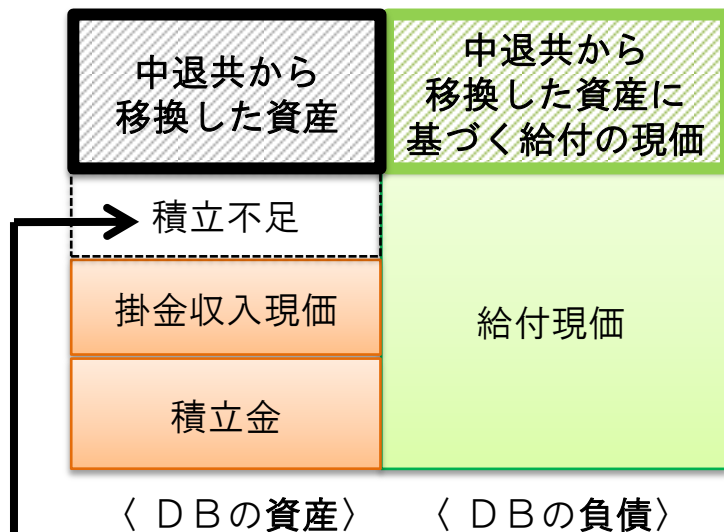 中退共から
移換した資産
中退共から
移換した資産に
基づく給付の現価
積立不足
掛金収入現価
積立金
給付現価
〈 ＤＢの資産〉
〈 ＤＢの負債〉